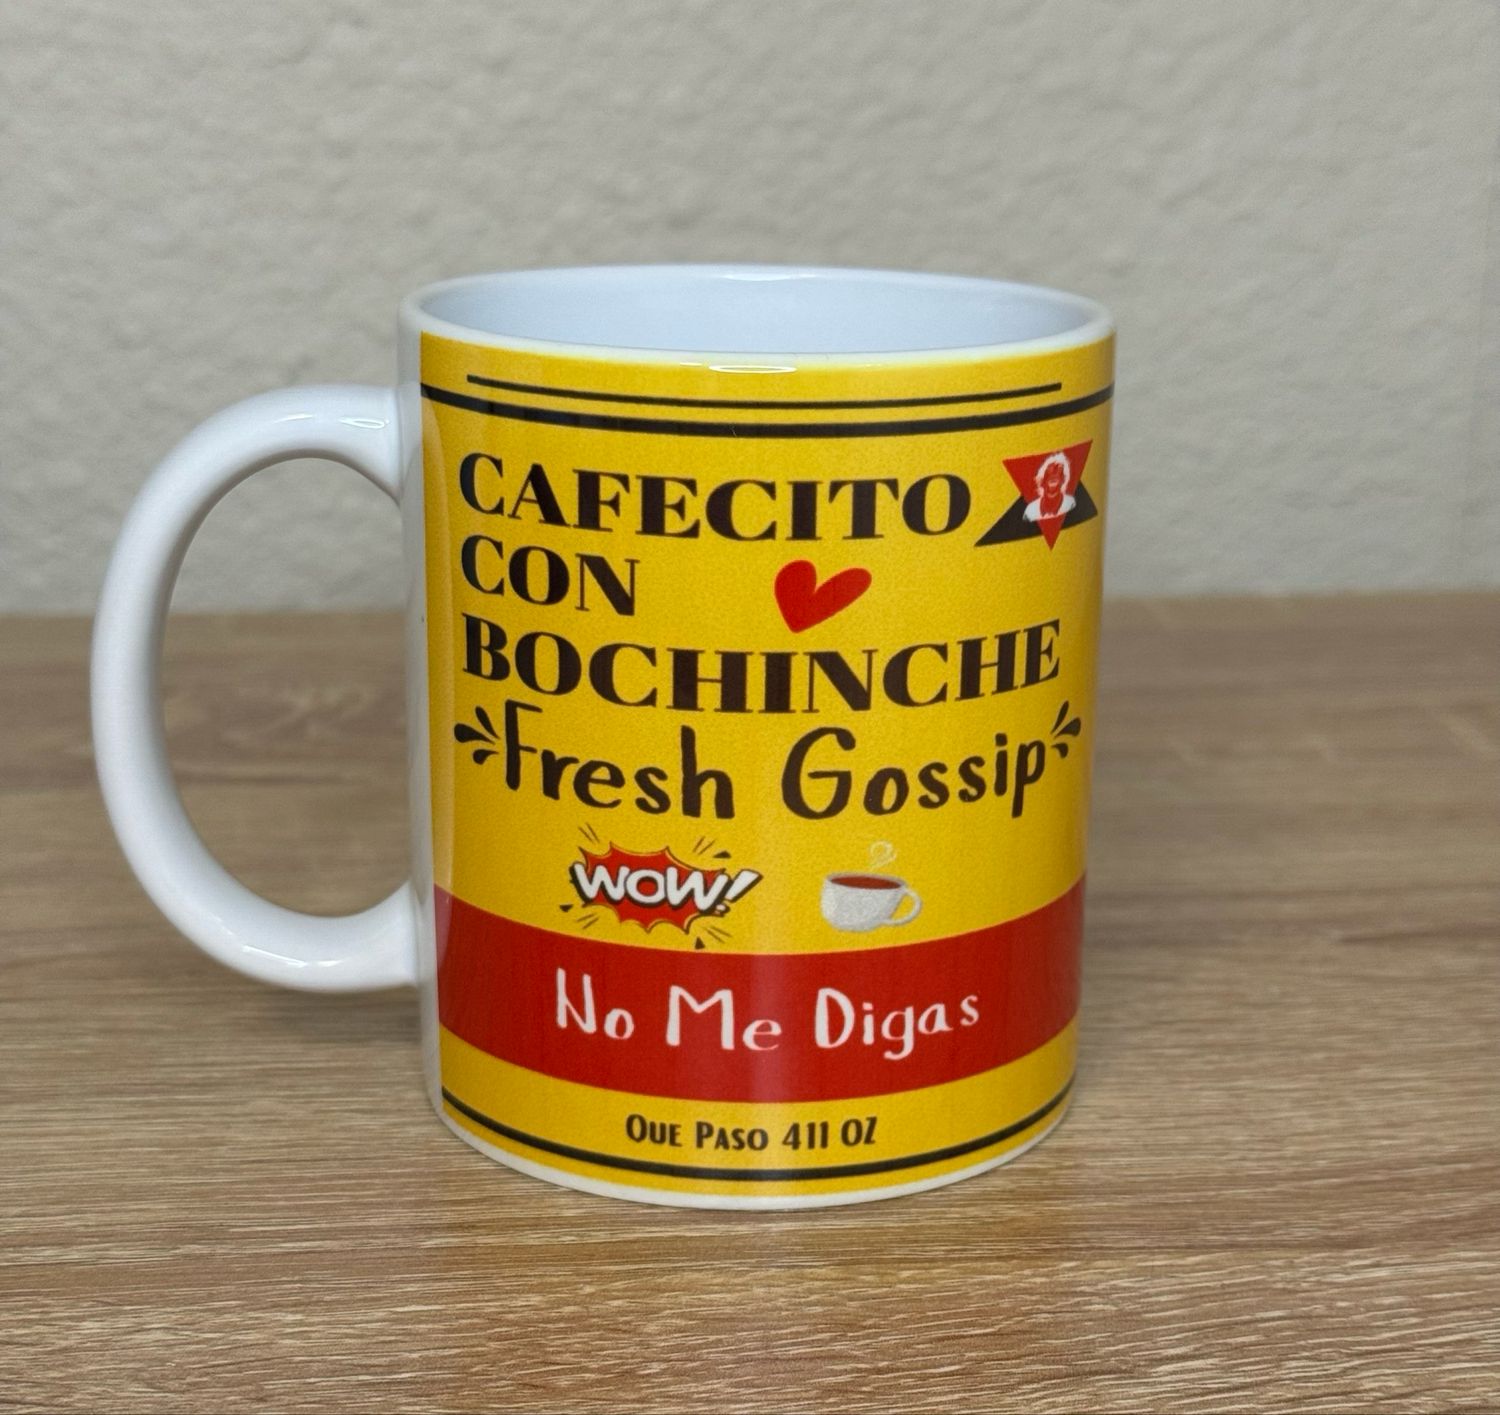 CAFECITO
CON
BOCHINCHE
Fresh Gossip
WOW!
No Me Digas
QUE PASO 411 OZ